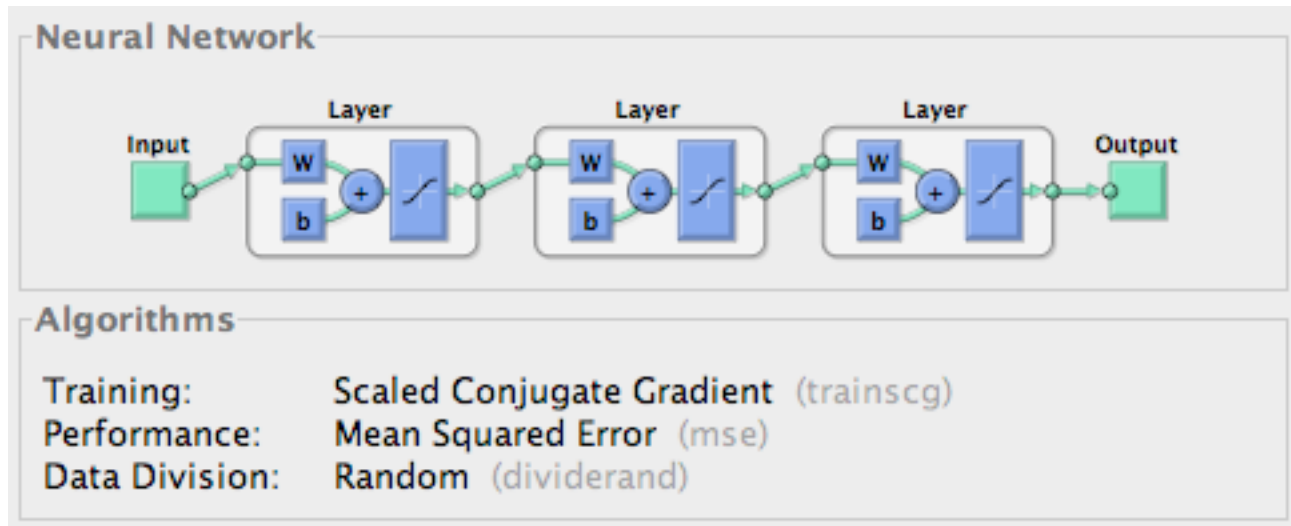 Neural Network
Layer Layer Layer
Input Output
W + W + W +
b b b
Algorithms
Training: Scaled Conjugate Gradient (trainscg)
Performance: Mean Squared Error (mse)
Data Division: Random (dividerand)